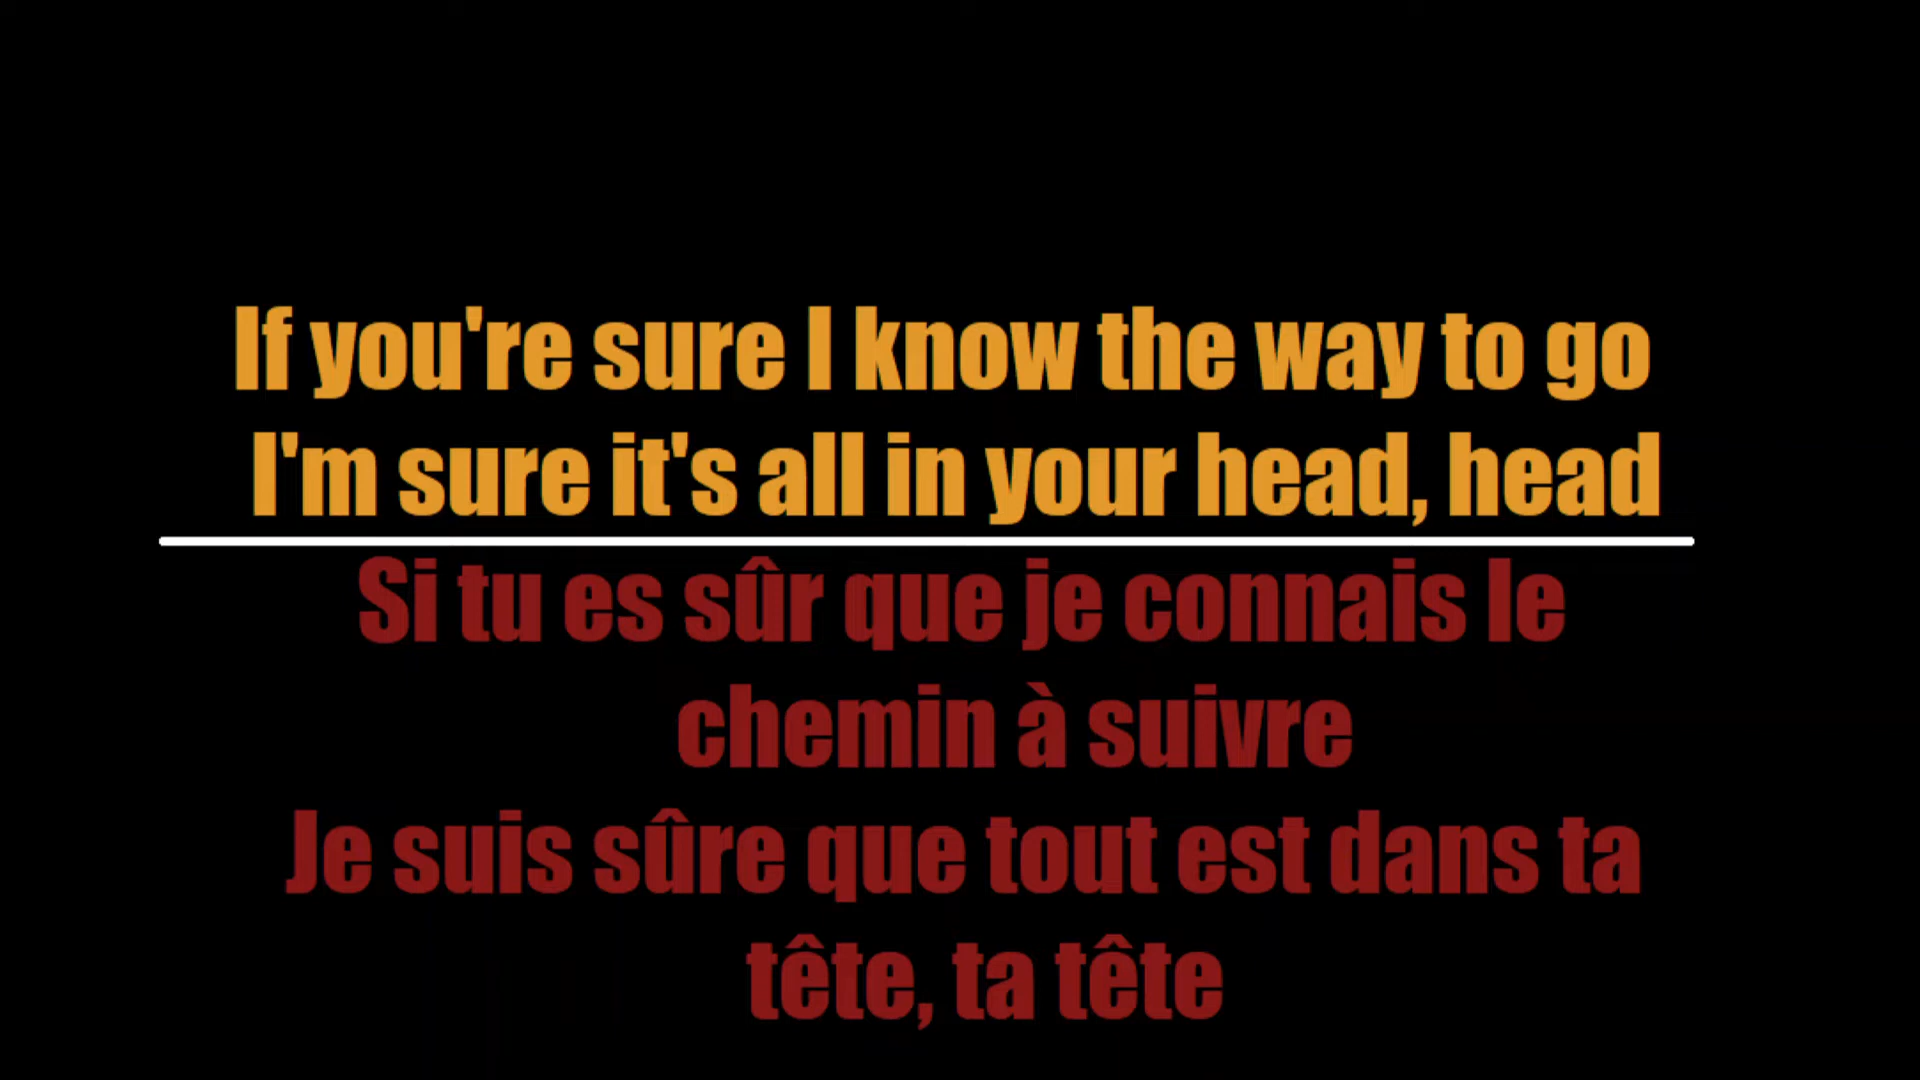 If you're sure I know the way to go
I'm sure it's all in your head, head
Si tu es sûr que je connais le
chemin à suivre
Je suis sûre que tout est dans ta
tête, ta tête